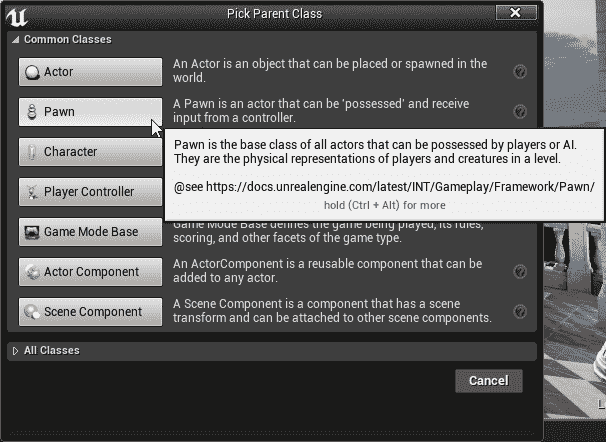 Pick Parent Class
Common Classes
Actor
An Actor is an object that can be placed or spawned in the
world.
Pawn
A Pawn is an actor that can be 'possessed' and receive
input from a controller.
Pawn is the base class of all actors that can be possessed by players or AI.
They are the physical representations of players and creatures in a level.
@see https://docs.unrealengine.com/latest/INT/Gameplay/Framework/Pawn/
hold (Ctrl + Alt) for more
Character
Player Controller
Game Mode Base
Game Mode Base defines the game being played, its rules,
scoring, and other facets of the game type.
Actor Component
An ActorComponent is a reusable component that can be
added to any actor.
Scene Component
A Scene Component is a component that has a scene
transform and can be attached to other scene components.
All Classes
Cancel